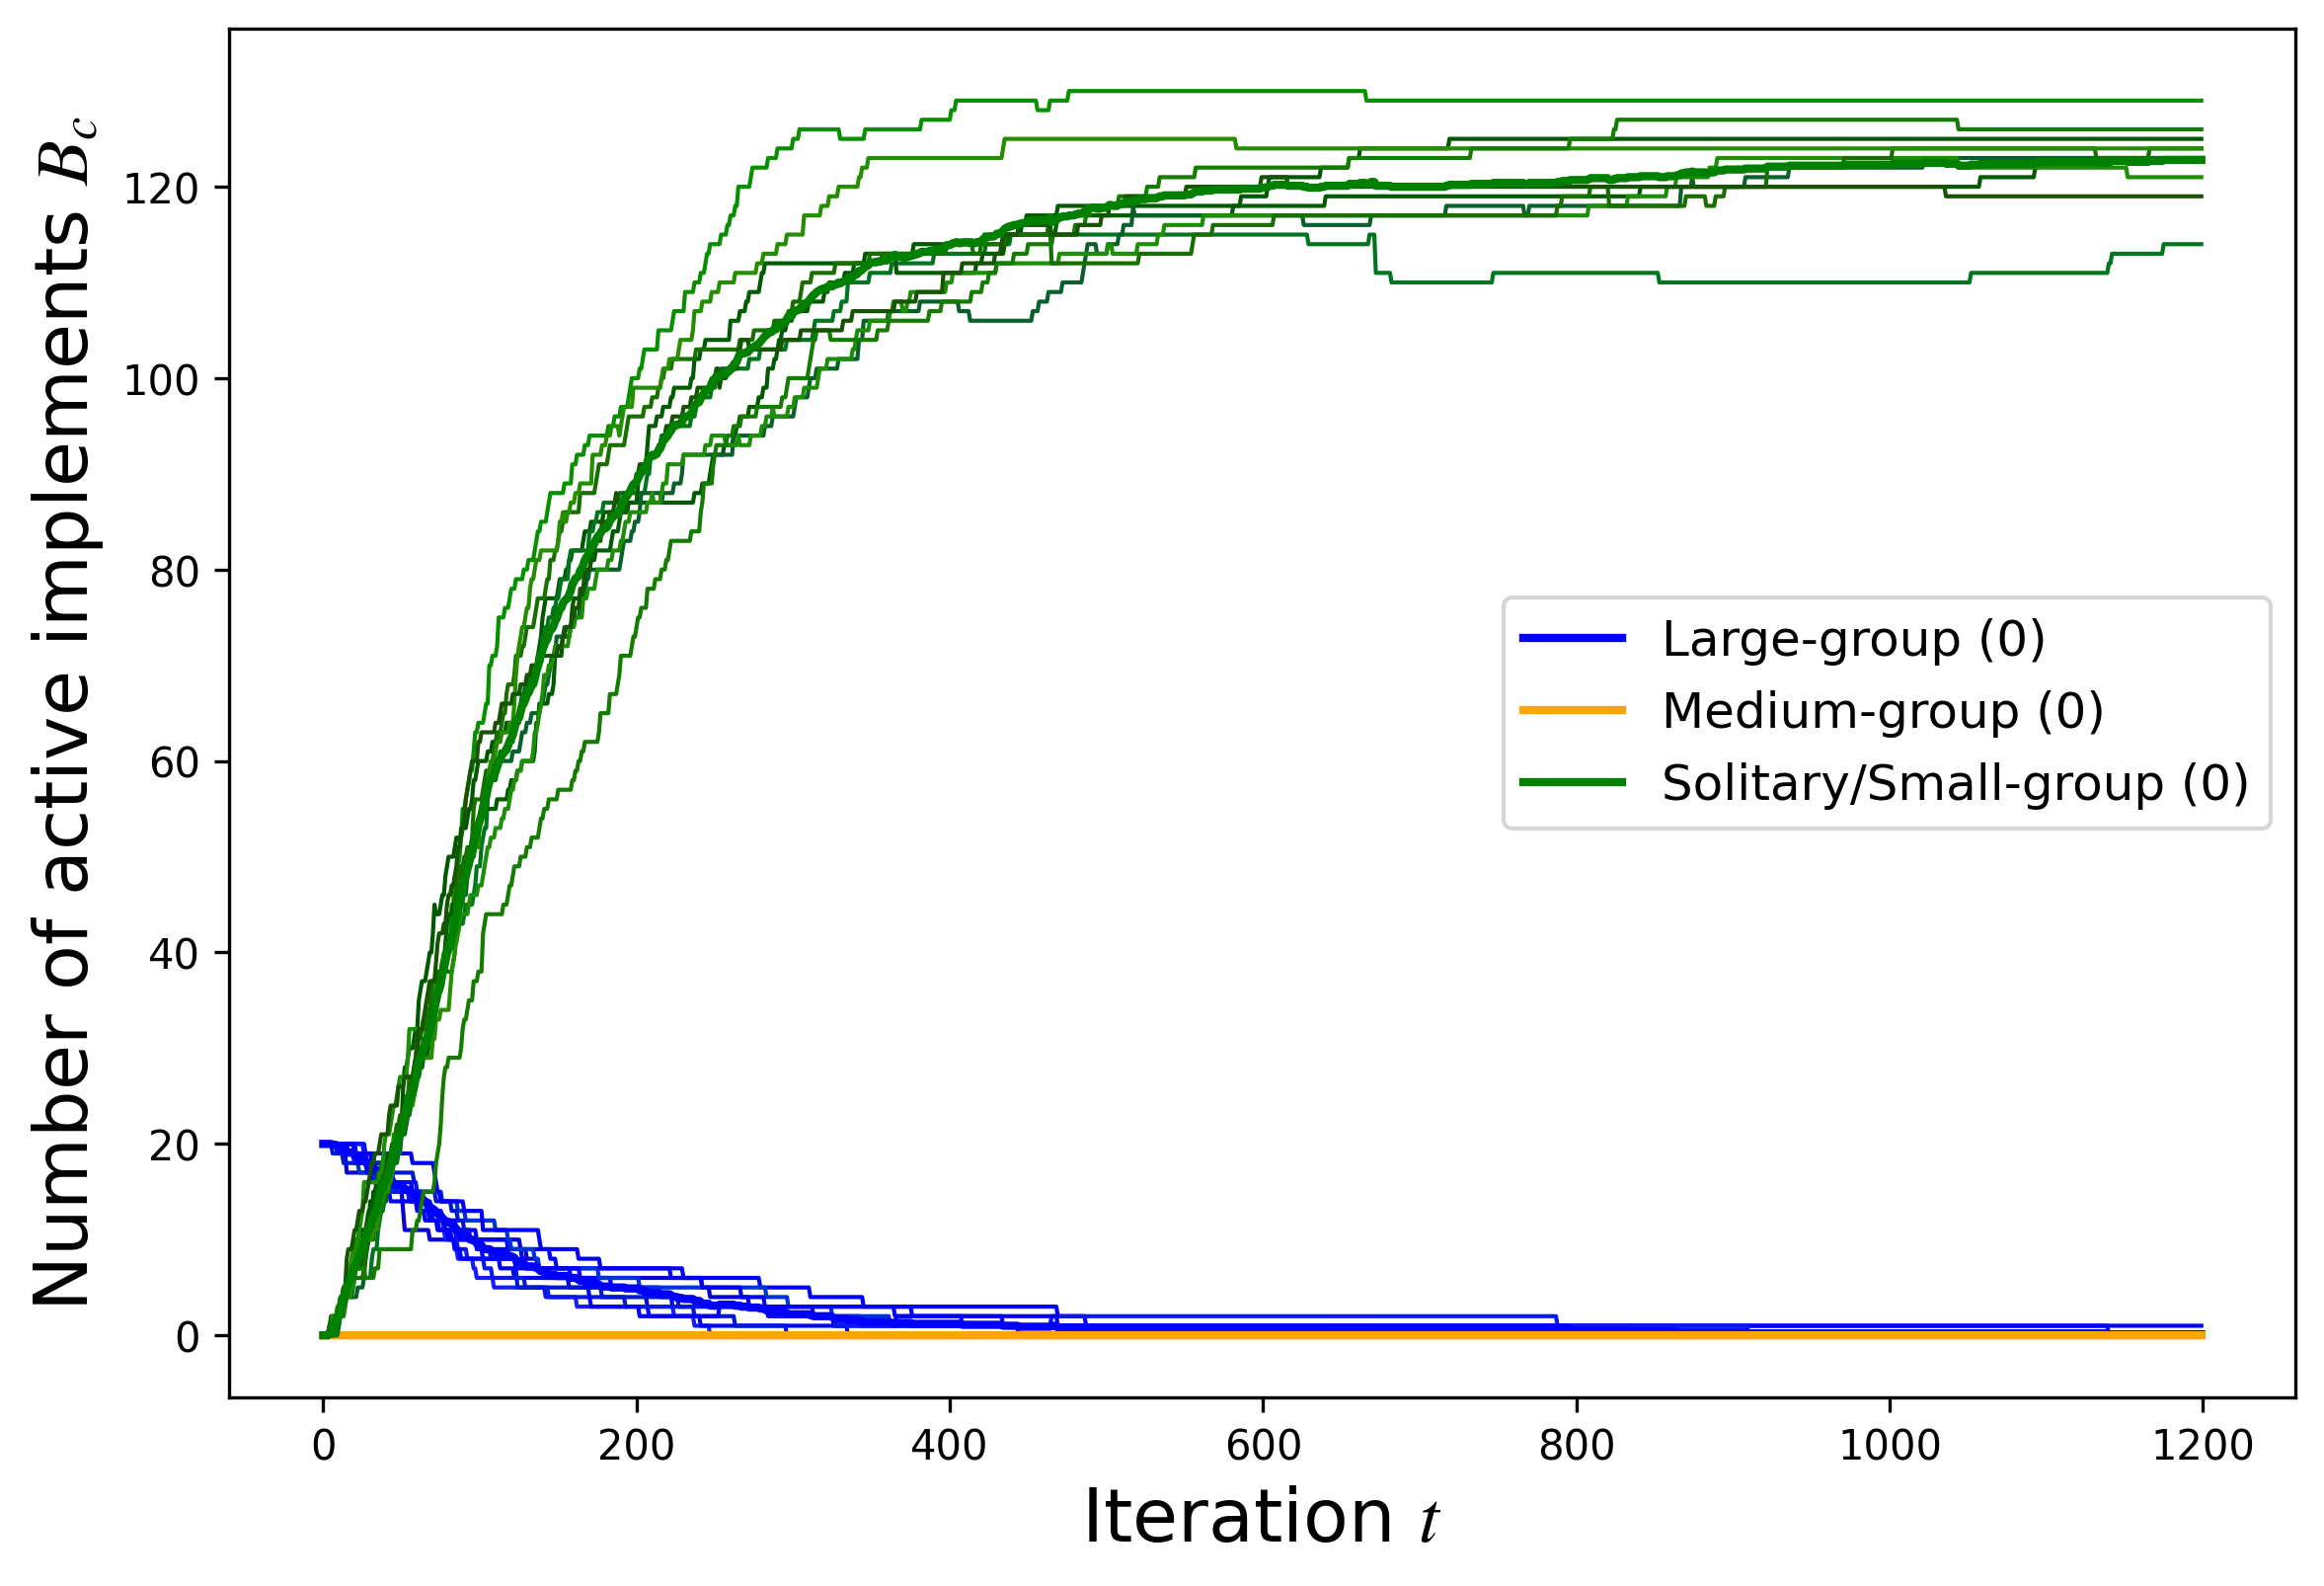 Number of active implements B_c
120
100
80
60
40
20
0
Large-group (0)
Medium-group (0)
Solitary/Small-group (0)
0 200 400 600 800 1000 1200
Iteration t